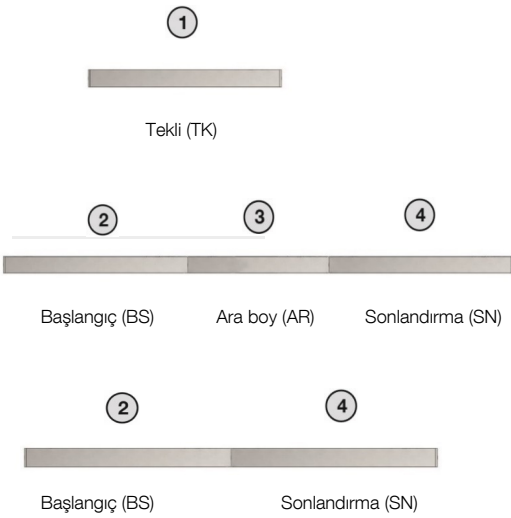 1
Tekli (TK)
2 3 4
Başlangıç (BS) Ara boy (AR) Sonlandırma (SN)
2 4
Başlangıç (BS) Sonlandırma (SN)